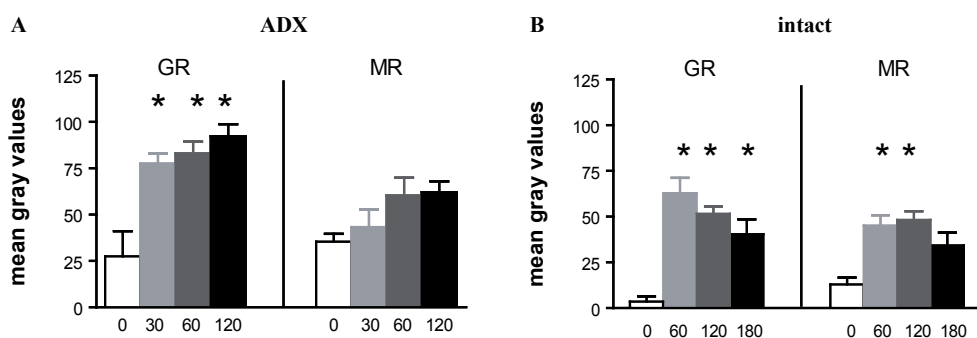 A ADX
GR MR
mean gray values
125
100
75
50
25
0
* * *
0 30 60 120 0 30 60 120
B intact
GR MR
mean gray values
125
100
75
50
25
0
* * * * *
0 60 120 180 0 60 120 180